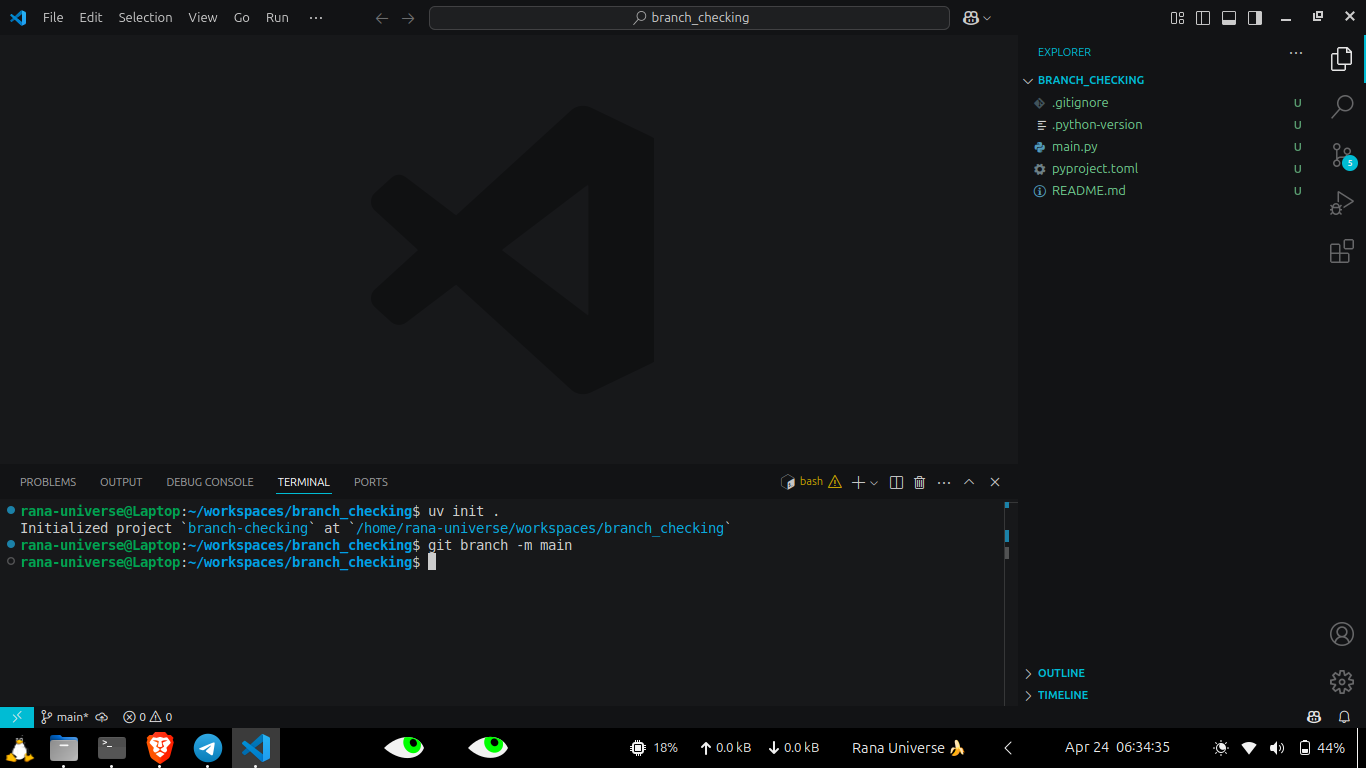 File Edit Selection View Go Run ···
branch_checking
EXPLORER
BRANCH_CHECKING
.gitignore U
.python-version U
main.py U
pyproject.toml U
README.md U
5
PROBLEMS OUTPUT DEBUG CONSOLE TERMINAL PORTS
bash
rana-universe@Laptop:~/workspaces/branch_checking$ uv init .
Initialized project `branch-checking` at `/home/rana-universe/workspaces/branch_checking`
rana-universe@Laptop:~/workspaces/branch_checking$ git branch -m main
rana-universe@Laptop:~/workspaces/branch_checking$
OUTLINE
TIMELINE
main* 0 0
18% 0.0 kB 0.0 kB Rana Universe 🍌 Apr 24 06:34:35 44%